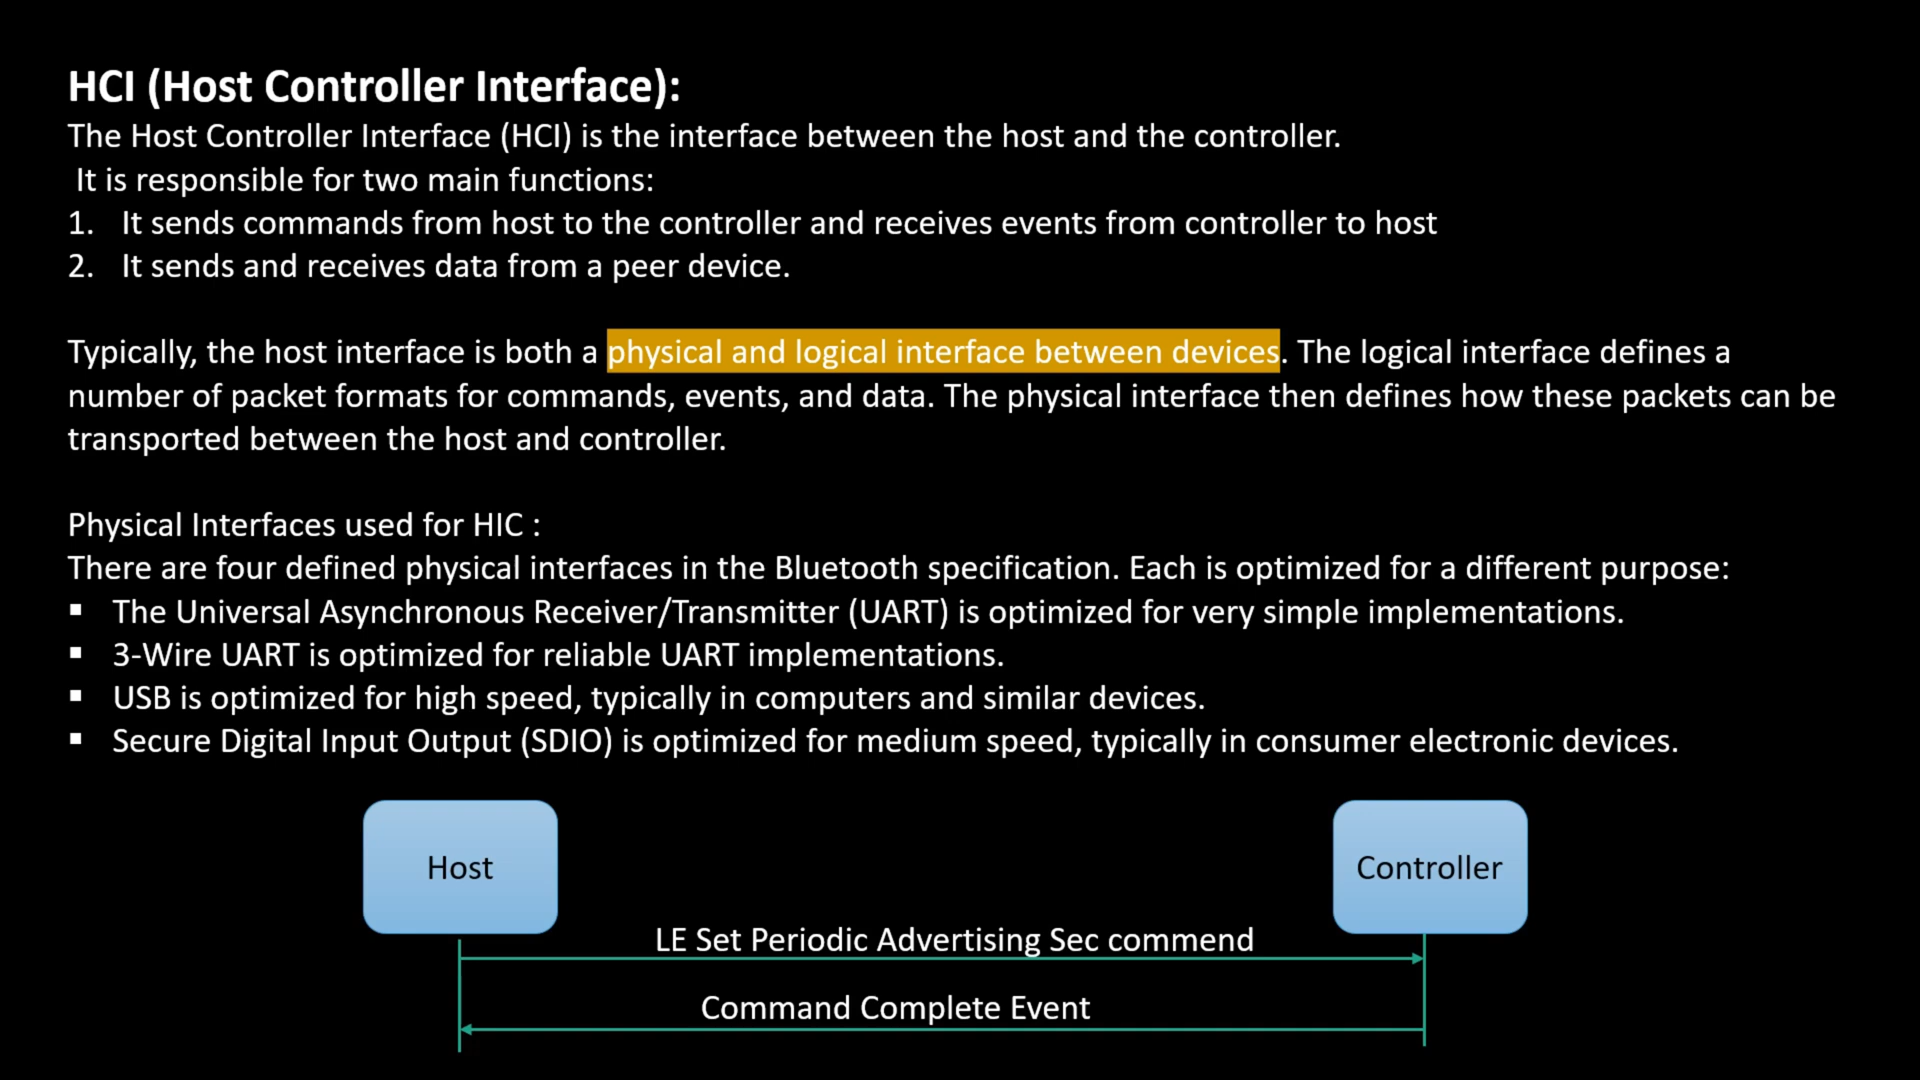 HCI (Host Controller Interface):
The Host Controller Interface (HCI) is the interface between the host and the controller.
It is responsible for two main functions:
1. It sends commands from host to the controller and receives events from controller to host
2. It sends and receives data from a peer device.
Typically, the host interface is both a physical and logical interface between devices. The logical interface defines a
number of packet formats for commands, events, and data. The physical interface then defines how these packets can be
transported between the host and controller.
Physical Interfaces used for HIC :
There are four defined physical interfaces in the Bluetooth specification. Each is optimized for a different purpose:
▪ The Universal Asynchronous Receiver/Transmitter (UART) is optimized for very simple implementations.
▪ 3-Wire UART is optimized for reliable UART implementations.
▪ USB is optimized for high speed, typically in computers and similar devices.
▪ Secure Digital Input Output (SDIO) is optimized for medium speed, typically in consumer electronic devices.
Host
Controller
LE Set Periodic Advertising Sec commend
Command Complete Event